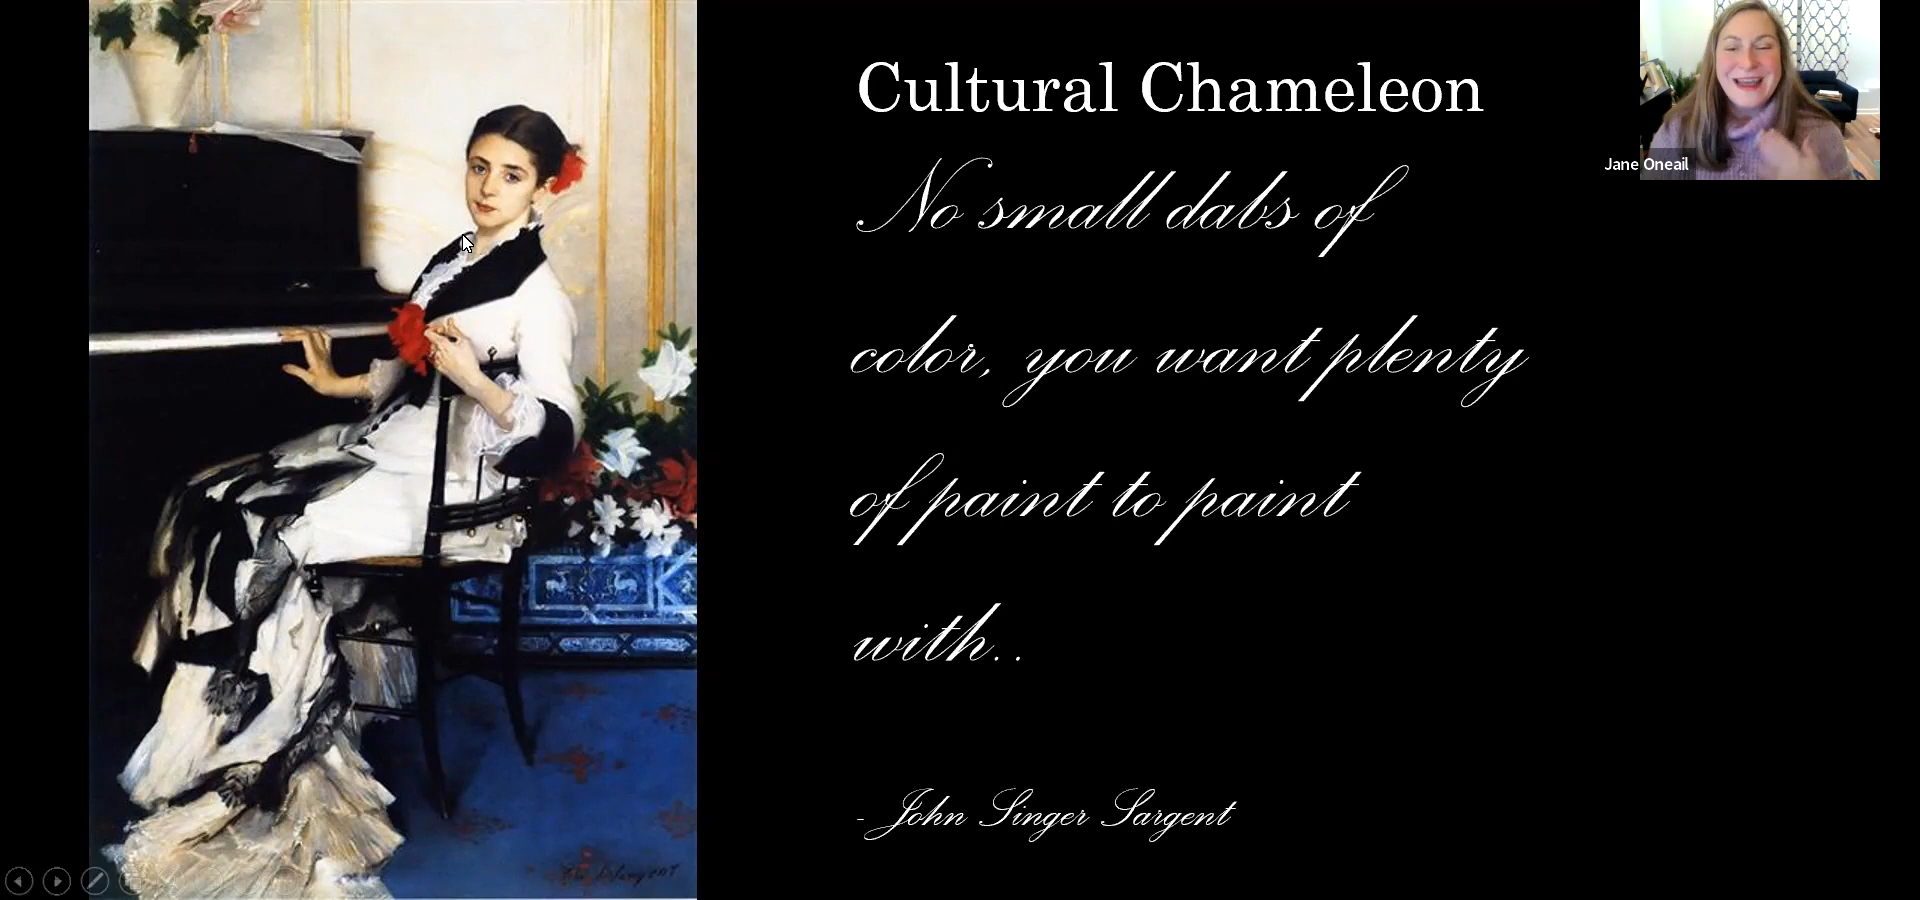 Cultural Chameleon
No small dabs of
color, you want plenty
of paint to paint
with..
- John Singer Sargent
Jane Oneail